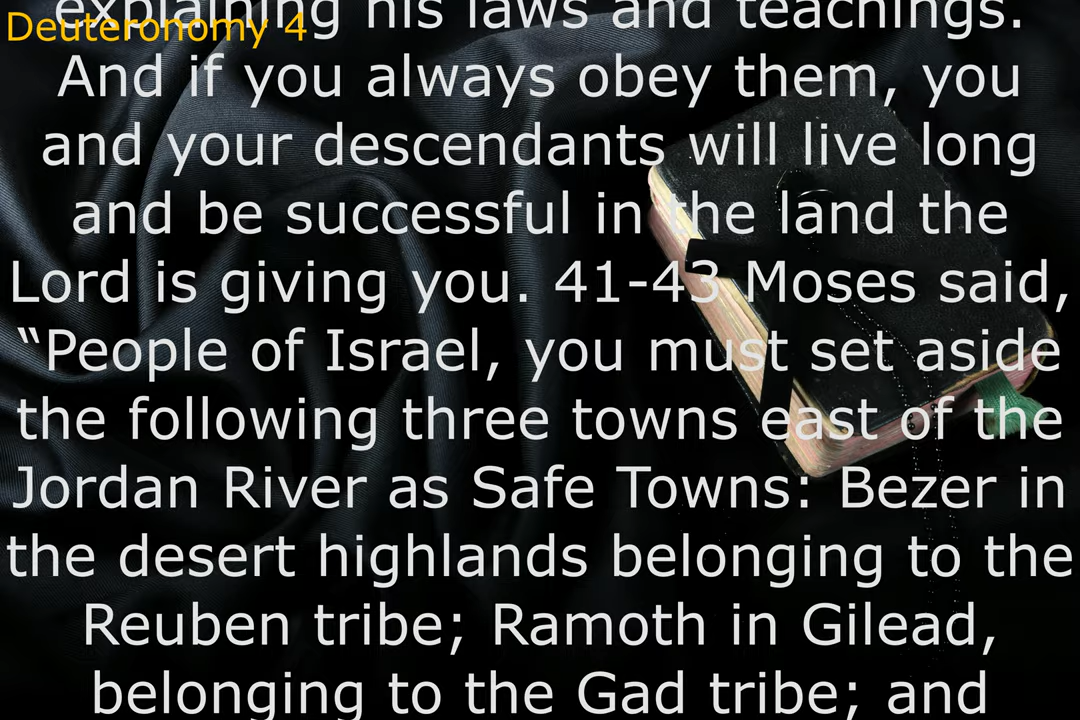 explaining his laws and teachings.
Deuteronomy 4
And if you always obey them, you
and your descendants will live long
and be successful in the land the
Lord is giving you. 41-43 Moses said,
“People of Israel, you must set aside
the following three towns east of the
Jordan River as Safe Towns: Bezer in
the desert highlands belonging to the
Reuben tribe; Ramoth in Gilead,
belonging to the Gad tribe; and